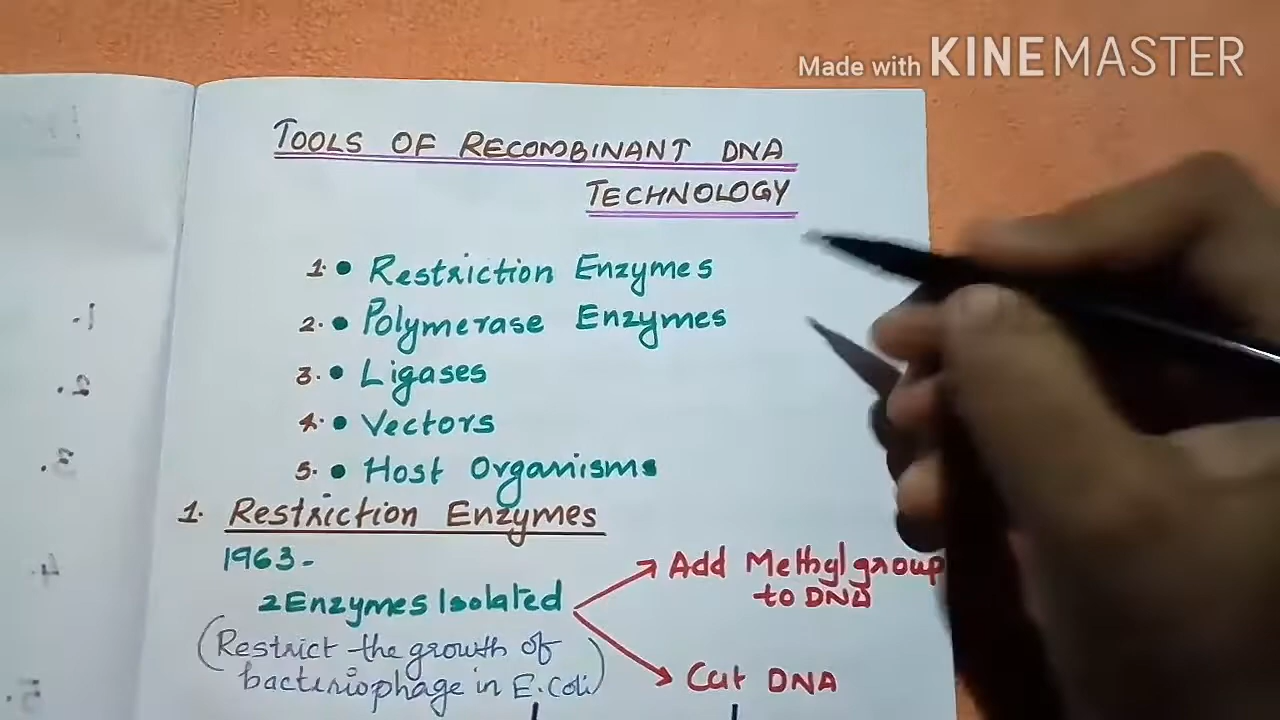 Made with KINEMASTER
TOOLS OF RECOMBINANT DNA
TECHNOLOGY
1. • Restriction Enzymes
2. • Polymerase Enzymes
3. • Ligases
4. • Vectors
5. • Host Organisms
1. Restriction Enzymes
1963 -
2 Enzymes Isolated
(Restrict the growth of
bacteriophage in E.Coli)
Add Methyl group
to DNA
Cut DNA